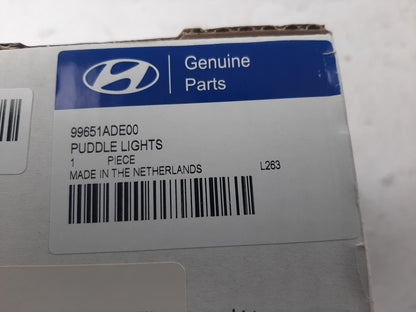 Genuine
Parts
99651ADE00
PUDDLE LIGHTS
1 PIECE
MADE IN THE NETHERLANDS L263